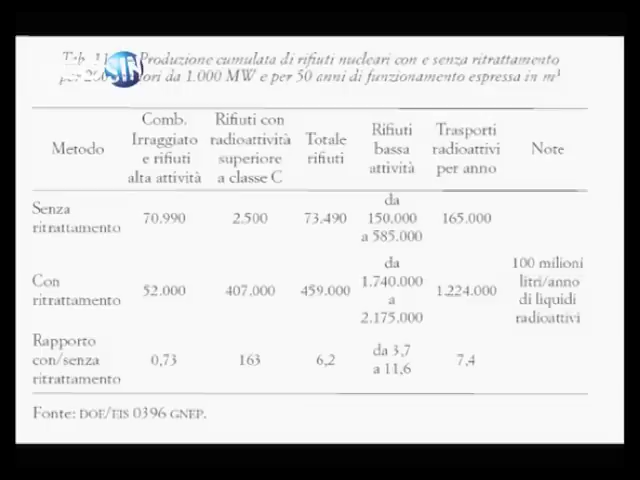 Tab. 11 Produzione cumulata di rifiuti nucleari con e senza ritrattamento
per 200 tori da 1.000 MW e per 50 anni di funzionamento espressa in m³
SIN
Metodo
Comb.
Irraggiato
e rifiuti
alta attività
Rifiuti con
radioattività
superiore
a classe C
Totale
rifiuti
Rifiuti
bassa
attività
Trasporti
radioattivi
per anno
Note
Senza
ritrattamento
70.990
2.500
73.490
da
150.000
a 585.000
165.000
Con
ritrattamento
52.000
407.000
459.000
da
1.740.000
a
2.175.000
1.224.000
100 milioni
litri/anno
di liquidi
radioattivi
Rapporto
con/senza
ritrattamento
0,73
163
6,2
da 3,7
a 11,6
7,4
Fonte: DOE/EIS 0396 GNEP.